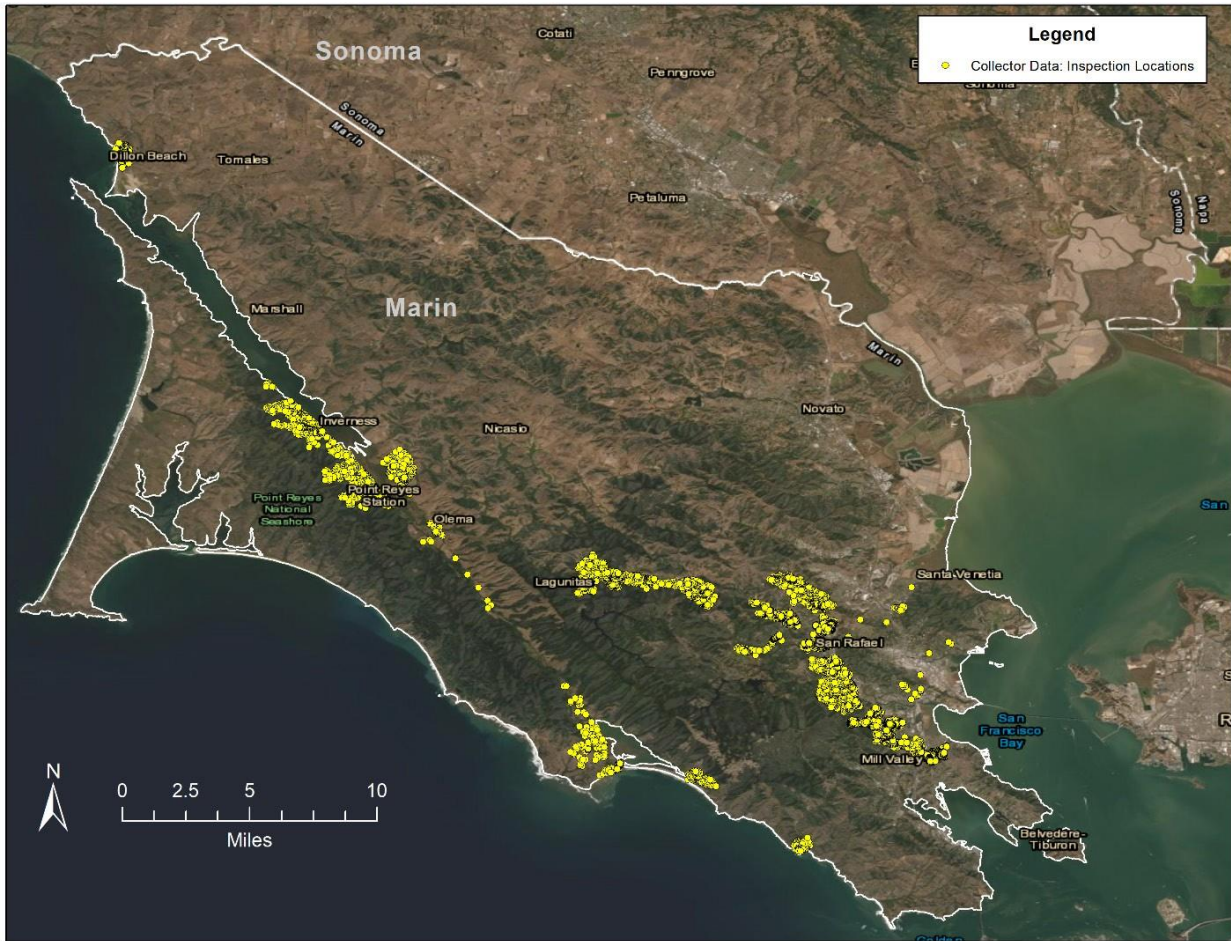 Legend
Collector Data: Inspection Locations
Sonoma
Cotati
Penngrove
Sonoma
Sonoma
Marin
Dillon Beach
Tomales
Petaluma
Sonoma
Napa
Marshall
Marin
Marin
Novato
Inverness
Nicasio
Point Reyes
National
Seashore
Point Reyes
Station
Olema
San
Lagunitas
Santa Venetia
San Rafael
San
Francisco
Bay
Mill Valley
N
0 2.5 5 10
Miles
Belvedere-
Tiburon